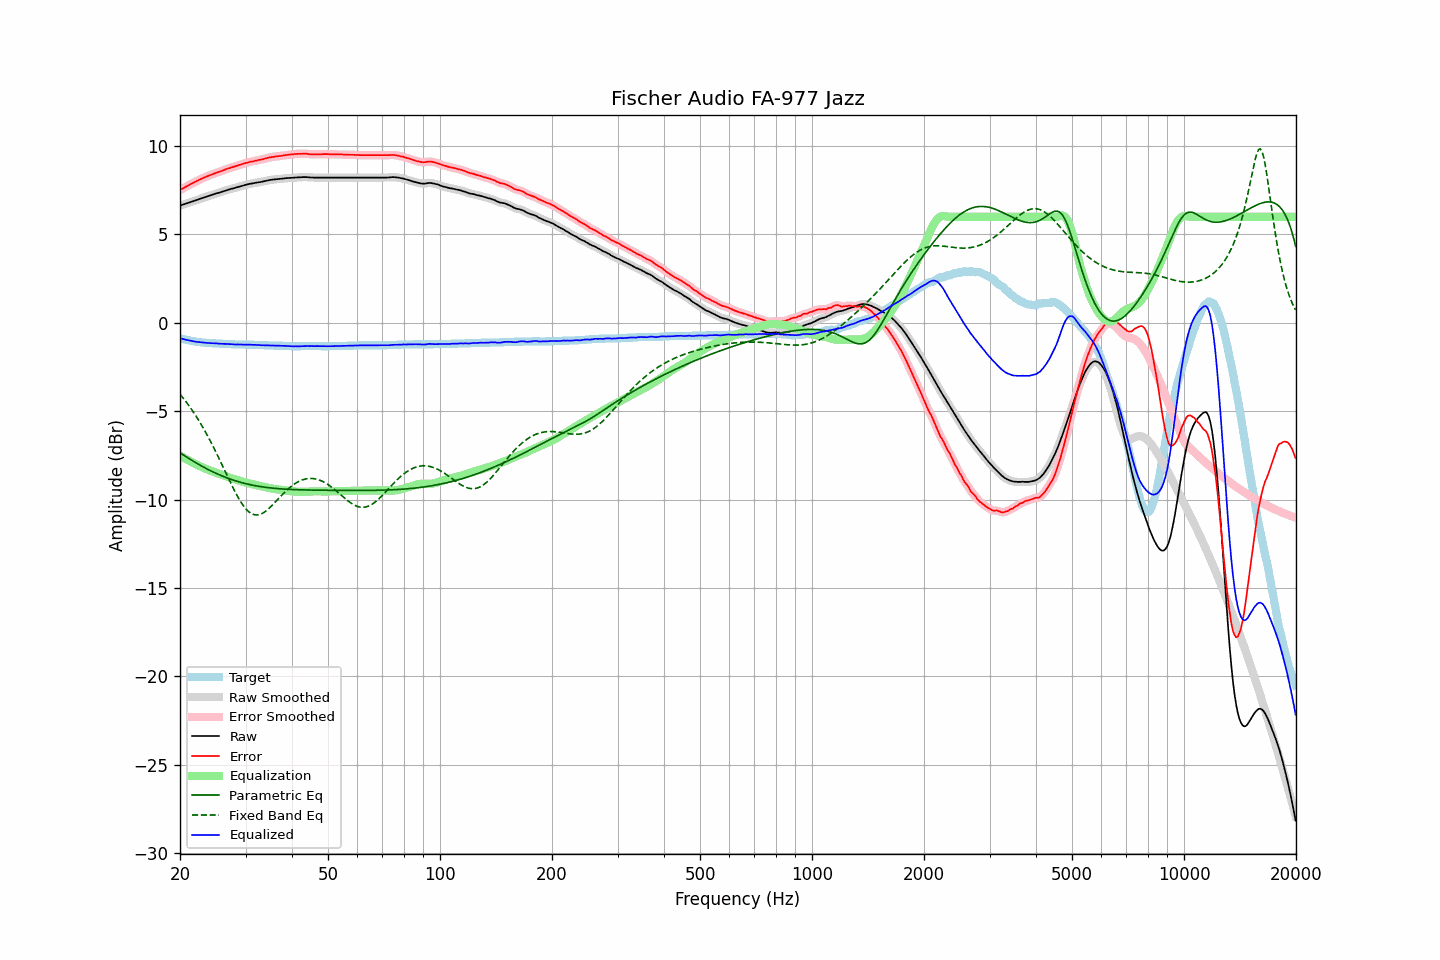 Fischer Audio FA-977 Jazz
Amplitude (dBr)
10
5
0
−5
−10
−15
−20
−25
−30
Target
Raw Smoothed
Error Smoothed
Raw
Error
Equalization
Parametric Eq
Fixed Band Eq
Equalized
20 50 100 200 500 1000 2000 5000 10000 20000
Frequency (Hz)